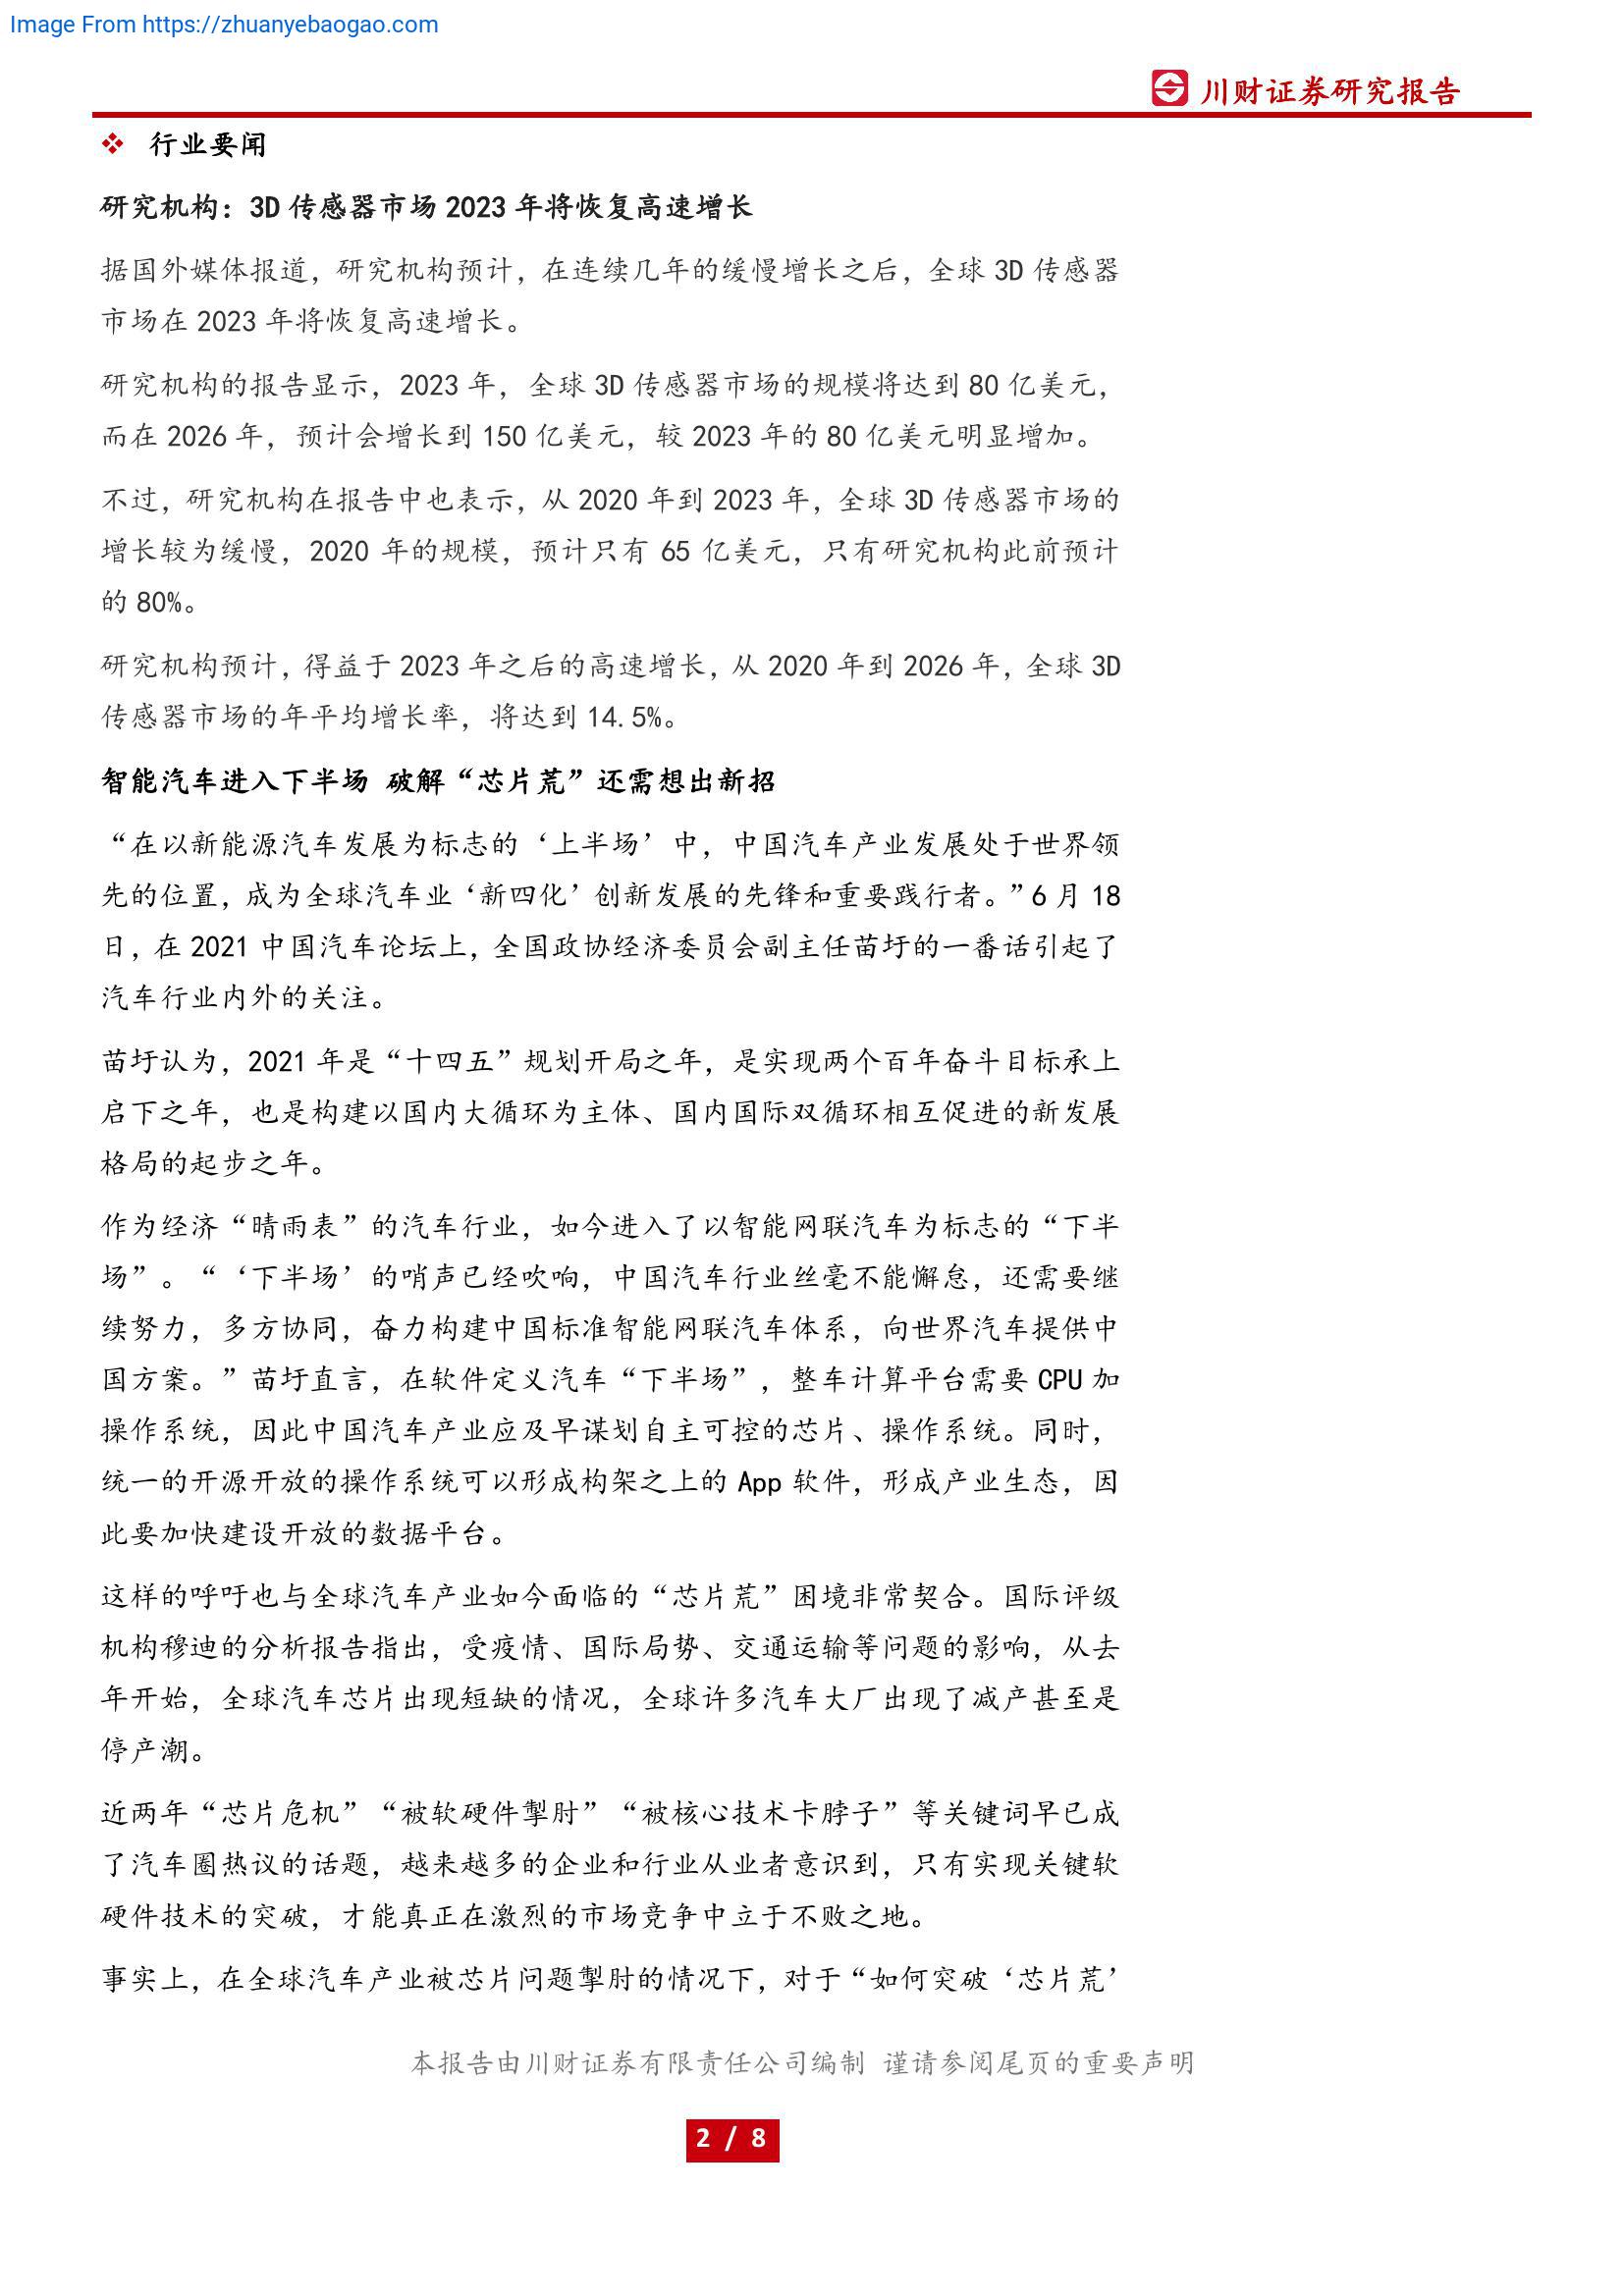 Image From https://zhuanyebaogao.com
川财证券研究报告
❖ 行业要闻
研究机构：3D 传感器市场 2023 年将恢复高速增长
据国外媒体报道，研究机构预计，在连续几年的缓慢增长之后，全球 3D 传感器
市场在 2023 年将恢复高速增长。
研究机构的报告显示，2023 年，全球 3D 传感器市场的规模将达到 80 亿美元，
而在 2026 年，预计会增长到 150 亿美元，较 2023 年的 80 亿美元明显增加。
不过，研究机构在报告中也表示，从 2020 年到 2023 年，全球 3D 传感器市场的
增长较为缓慢，2020 年的规模，预计只有 65 亿美元，只有研究机构此前预计
的 80%。
研究机构预计，得益于 2023 年之后的高速增长，从 2020 年到 2026 年，全球 3D
传感器市场的年平均增长率，将达到 14.5%。
智能汽车进入下半场 破解“芯片荒”还需想出新招
“在以新能源汽车发展为标志的‘上半场’中，中国汽车产业发展处于世界领
先的位置，成为全球汽车业‘新四化’创新发展的先锋和重要践行者。”6 月 18
日，在 2021 中国汽车论坛上，全国政协经济委员会副主任苗圩的一番话引起了
汽车行业内外的关注。
苗圩认为，2021 年是“十四五”规划开局之年，是实现两个百年奋斗目标承上
启下之年，也是构建以国内大循环为主体、国内国际双循环相互促进的新发展
格局的起步之年。
作为经济“晴雨表”的汽车行业，如今进入了以智能网联汽车为标志的“下半
场”。“‘下半场’的哨声已经吹响，中国汽车行业丝毫不能懈怠，还需要继
续努力，多方协同，奋力构建中国标准智能网联汽车体系，向世界汽车提供中
国方案。”苗圩直言，在软件定义汽车“下半场”，整车计算平台需要 CPU 加
操作系统，因此中国汽车产业应及早谋划自主可控的芯片、操作系统。同时，
统一的开源开放的操作系统可以形成构架之上的 App 软件，形成产业生态，因
此要加快建设开放的数据平台。
这样的呼吁也与全球汽车产业如今面临的“芯片荒”困境非常契合。国际评级
机构穆迪的分析报告指出，受疫情、国际局势、交通运输等问题的影响，从去
年开始，全球汽车芯片出现短缺的情况，全球许多汽车大厂出现了减产甚至是
停产潮。
近两年“芯片危机”“被软硬件掣肘”“被核心技术卡脖子”等关键词早已成
了汽车圈热议的话题，越来越多的企业和行业从业者意识到，只有实现关键软
硬件技术的突破，才能真正在激烈的市场竞争中立于不败之地。
事实上，在全球汽车产业被芯片问题掣肘的情况下，对于“如何突破‘芯片荒’
本报告由川财证券有限责任公司编制 谨请参阅尾页的重要声明
2 / 8